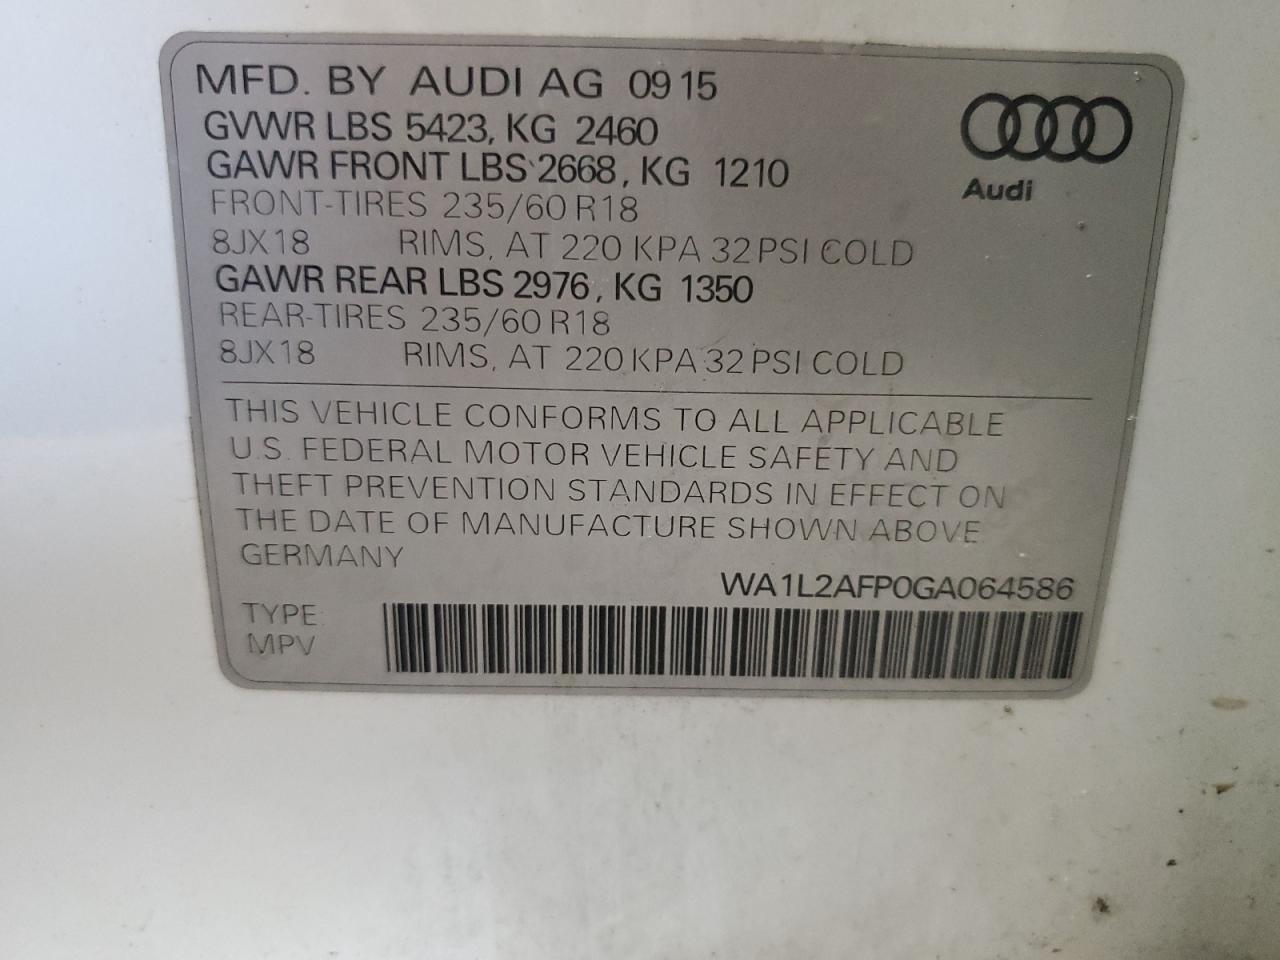 MFD. BY AUDI AG 09 15
GVWR LBS 5423, KG 2460
GAWR FRONT LBS 2668, KG 1210
Audi
FRONT-TIRES 235/60 R18
8JX18 RIMS, AT 220 KPA 32 PSI COLD
GAWR REAR LBS 2976, KG 1350
REAR-TIRES 235/60 R18
8JX18 RIMS, AT 220 KPA 32 PSI COLD
THIS VEHICLE CONFORMS TO ALL APPLICABLE
U.S. FEDERAL MOTOR VEHICLE SAFETY AND
THEFT PREVENTION STANDARDS IN EFFECT ON
THE DATE OF MANUFACTURE SHOWN ABOVE
GERMANY
WA1L2AFP0GA064586
TYPE:
MPV